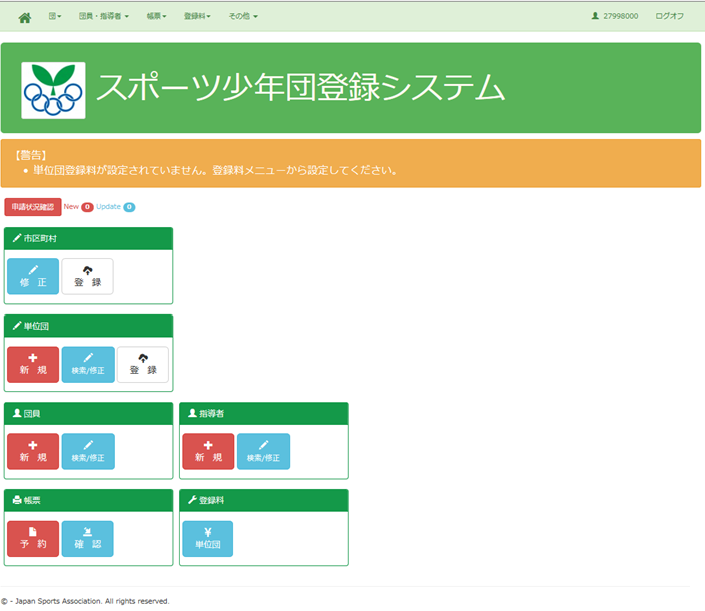 団 団員・指導者 帳票 登録料 その他 27998000 ログオフ
スポーツ少年団登録システム
【警告】
• 単位団登録料が設定されていません。登録料メニューから設定してください。
申請状況確認 New 0 Update 0
市区町村
修 正 登 録
単位団
新 規 検索/修正 登 録
団員 指導者
新 規 検索/修正 新 規 検索/修正
帳票 登録料
予 約 確 認 単位団
© - Japan Sports Association. All rights reserved.